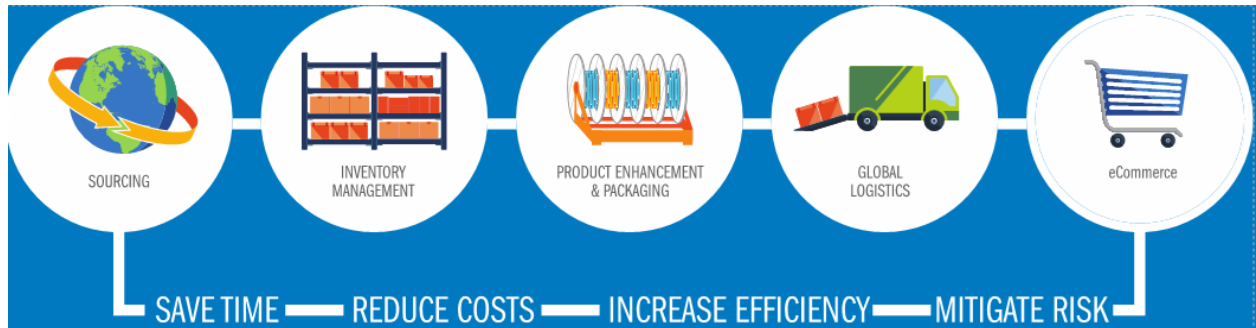 SOURCING
INVENTORY
MANAGEMENT
PRODUCT ENHANCEMENT
& PACKAGING
GLOBAL
LOGISTICS
eCommerce
SAVE TIME
REDUCE COSTS
INCREASE EFFICIENCY
MITIGATE RISK